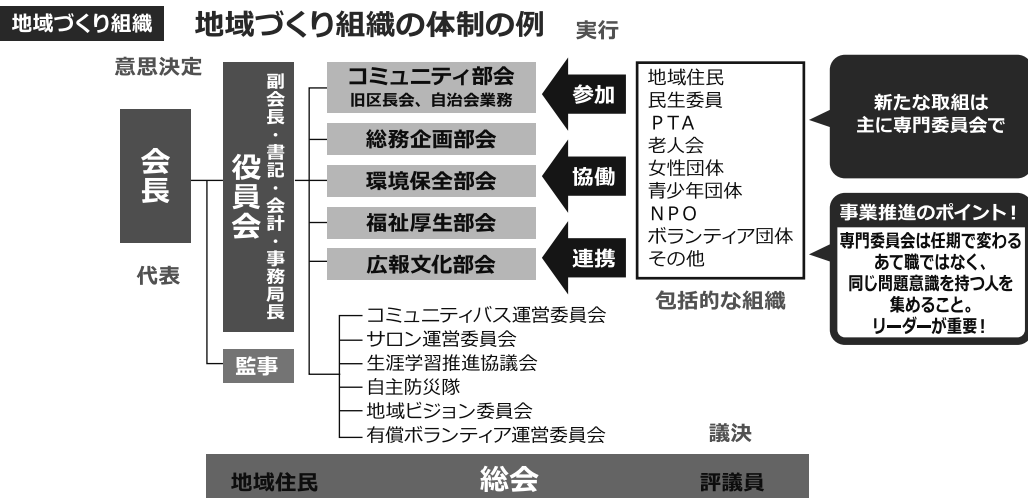 地域づくり組織
地域づくり組織の体制の例
実行
意思決定
会長
代表
役員会
副会長・書記・会計・事務局長
監事
コミュニティ部会
旧区長会、自治会業務
総務企画部会
環境保全部会
福祉厚生部会
広報文化部会
コミュニティバス運営委員会
サロン運営委員会
生涯学習推進協議会
自主防災隊
地域ビジョン委員会
有償ボランティア運営委員会
参加
協働
連携
地域住民
民生委員
PTA
老人会
女性団体
青少年団体
NPO
ボランティア団体
その他
包括的な組織
新たな取組は
主に専門委員会で
事業推進のポイント！
専門委員会は任期で変わる
あて職ではなく、
同じ問題意識を持つ人を
集めること。
リーダーが重要！
議決
地域住民
総会
評議員